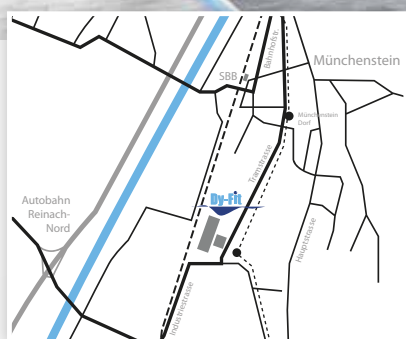 Bahnhofstr.
Münchenstein
SBB
Münchenstein
Dorf
Tramstrasse
Dy-Fit
Autobahn
Reinach-
Nord
Hauptstrasse
Industriestrasse